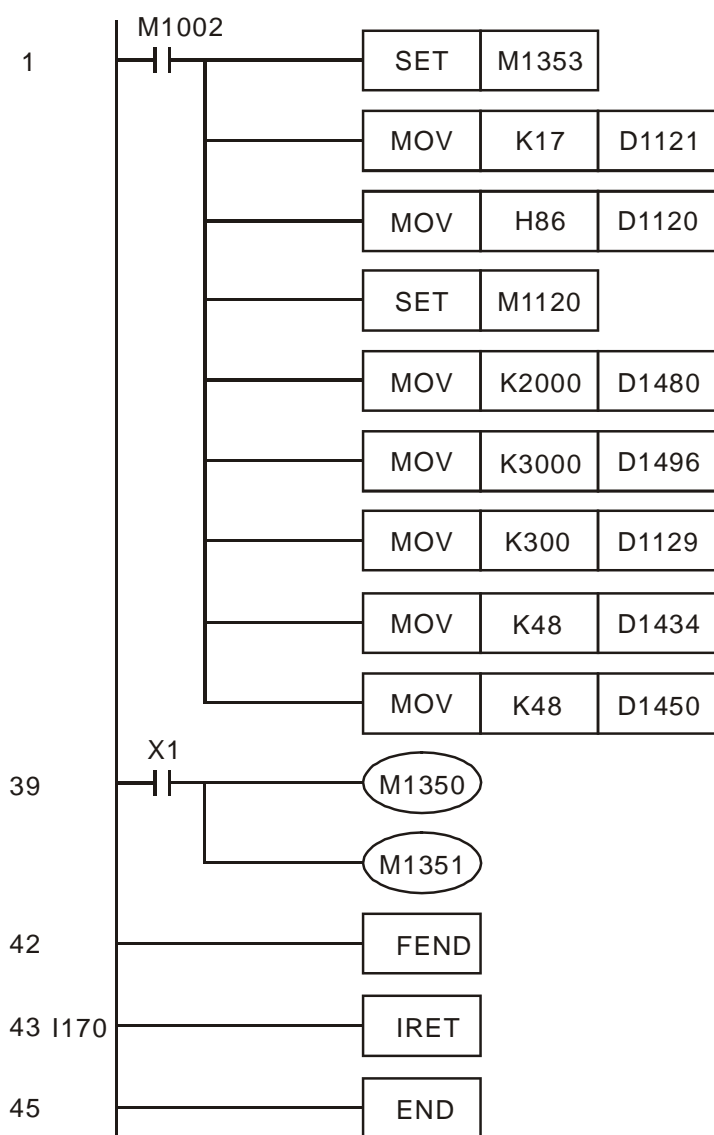 M1002
1 SET M1353
MOV K17 D1121
MOV H86 D1120
SET M1120
MOV K2000 D1480
MOV K3000 D1496
MOV K300 D1129
MOV K48 D1434
MOV K48 D1450
X1
39 M1350
M1351
42 FEND
43 I170 IRET
45 END